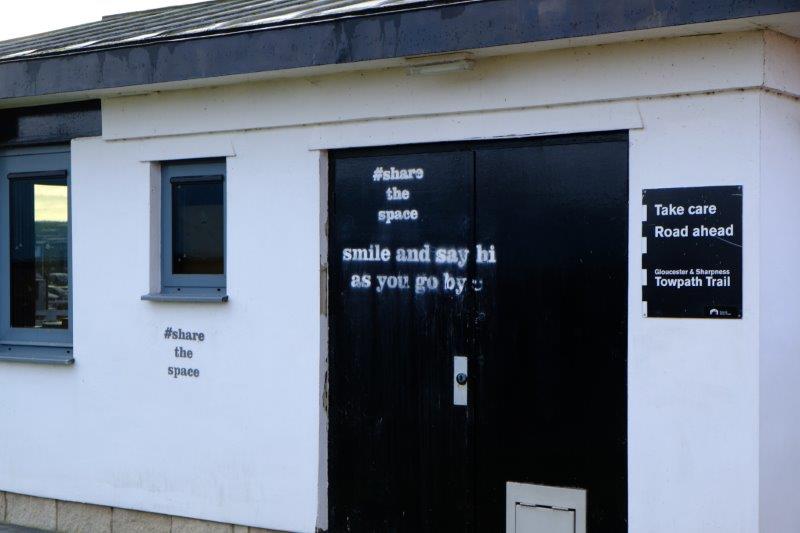 #share
the
space
smile and say hi
as you go by
#share
the
space
Take care
Road ahead
Gloucester & Sharpness
Towpath Trail